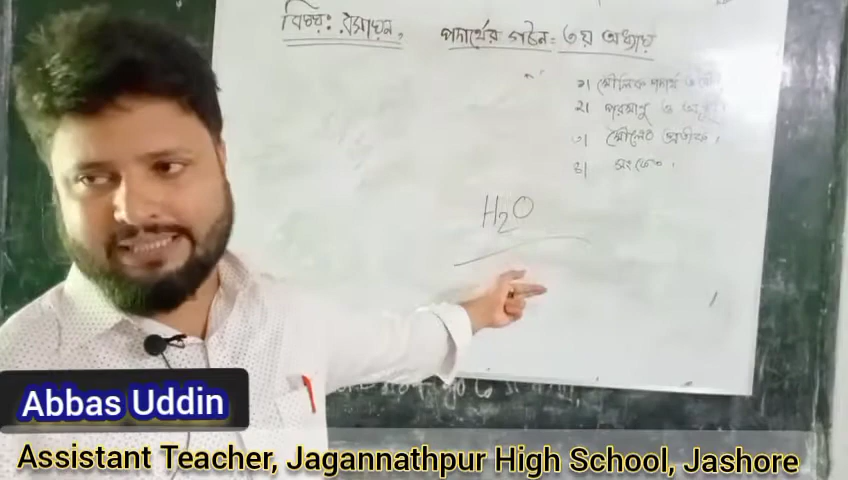 বিষয়: রসায়ন, পদার্থের গঠন: ৩য় অধ্যায়
১। মৌলিক পদার্থ ও
২। পরমাণু ও অণু
৩। মৌলের প্রতীক,
৪। সংকেত,
H₂O
Abbas Uddin
Assistant Teacher, Jagannathpur High School, Jashore